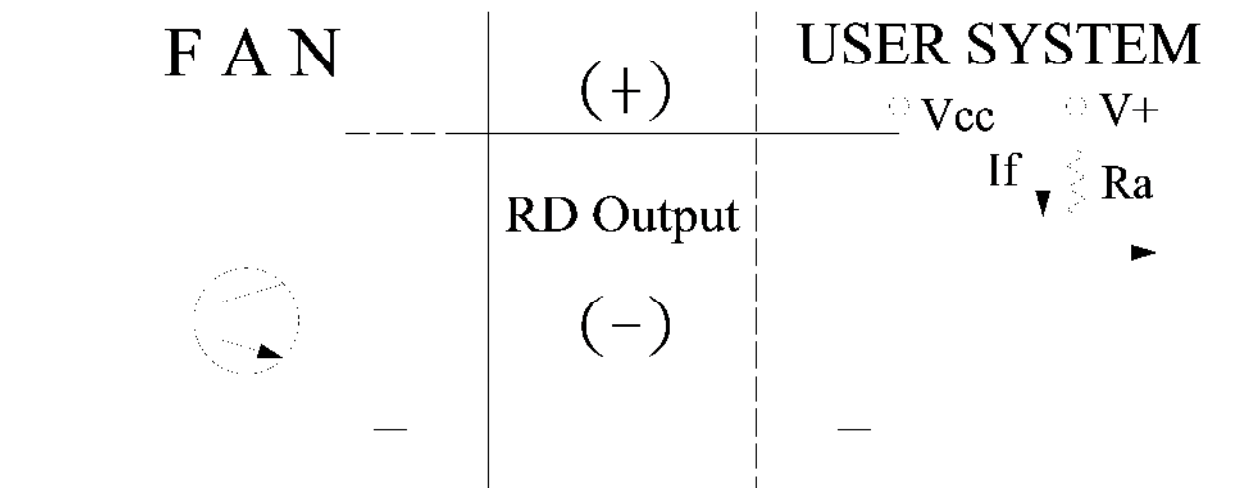 F A N
USER SYSTEM
(+)
Vcc
V+
If
Ra
RD Output
(−)